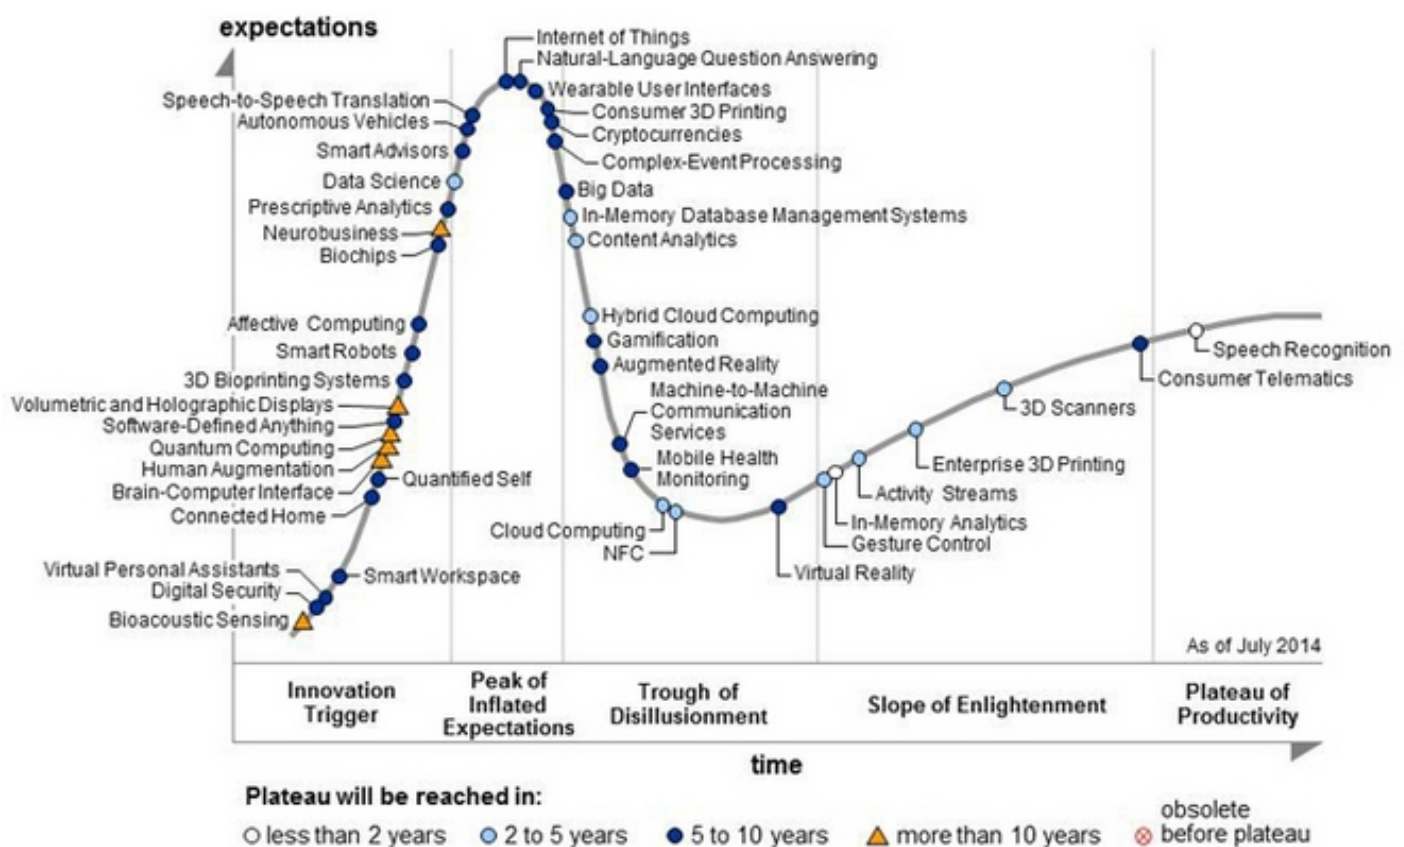 expectations
Internet of Things
Natural-Language Question Answering
Wearable User Interfaces
Speech-to-Speech Translation
Consumer 3D Printing
Autonomous Vehicles
Cryptocurrencies
Smart Advisors
Complex-Event Processing
Data Science
Big Data
Prescriptive Analytics
In-Memory Database Management Systems
Neurobusiness
Content Analytics
Biochips
Affective Computing
Hybrid Cloud Computing
Smart Robots
Gamification
3D Bioprinting Systems
Augmented Reality
Volumetric and Holographic Displays
Machine-to-Machine
Communication
Services
Software-Defined Anything
Quantum Computing
Human Augmentation
Brain-Computer Interface
Quantified Self
Connected Home
Mobile Health
Monitoring
Cloud Computing
NFC
Virtual Personal Assistants
Smart Workspace
Digital Security
Bioacoustic Sensing
Virtual Reality
Gesture Control
In-Memory Analytics
Activity Streams
Enterprise 3D Printing
3D Scanners
Consumer Telematics
Speech Recognition
As of July 2014
Innovation
Trigger
Peak of
Inflated
Expectations
Trough of
Disillusionment
Slope of Enlightenment
Plateau of
Productivity
time
Plateau will be reached in:
less than 2 years
2 to 5 years
5 to 10 years
more than 10 years
obsolete
before plateau